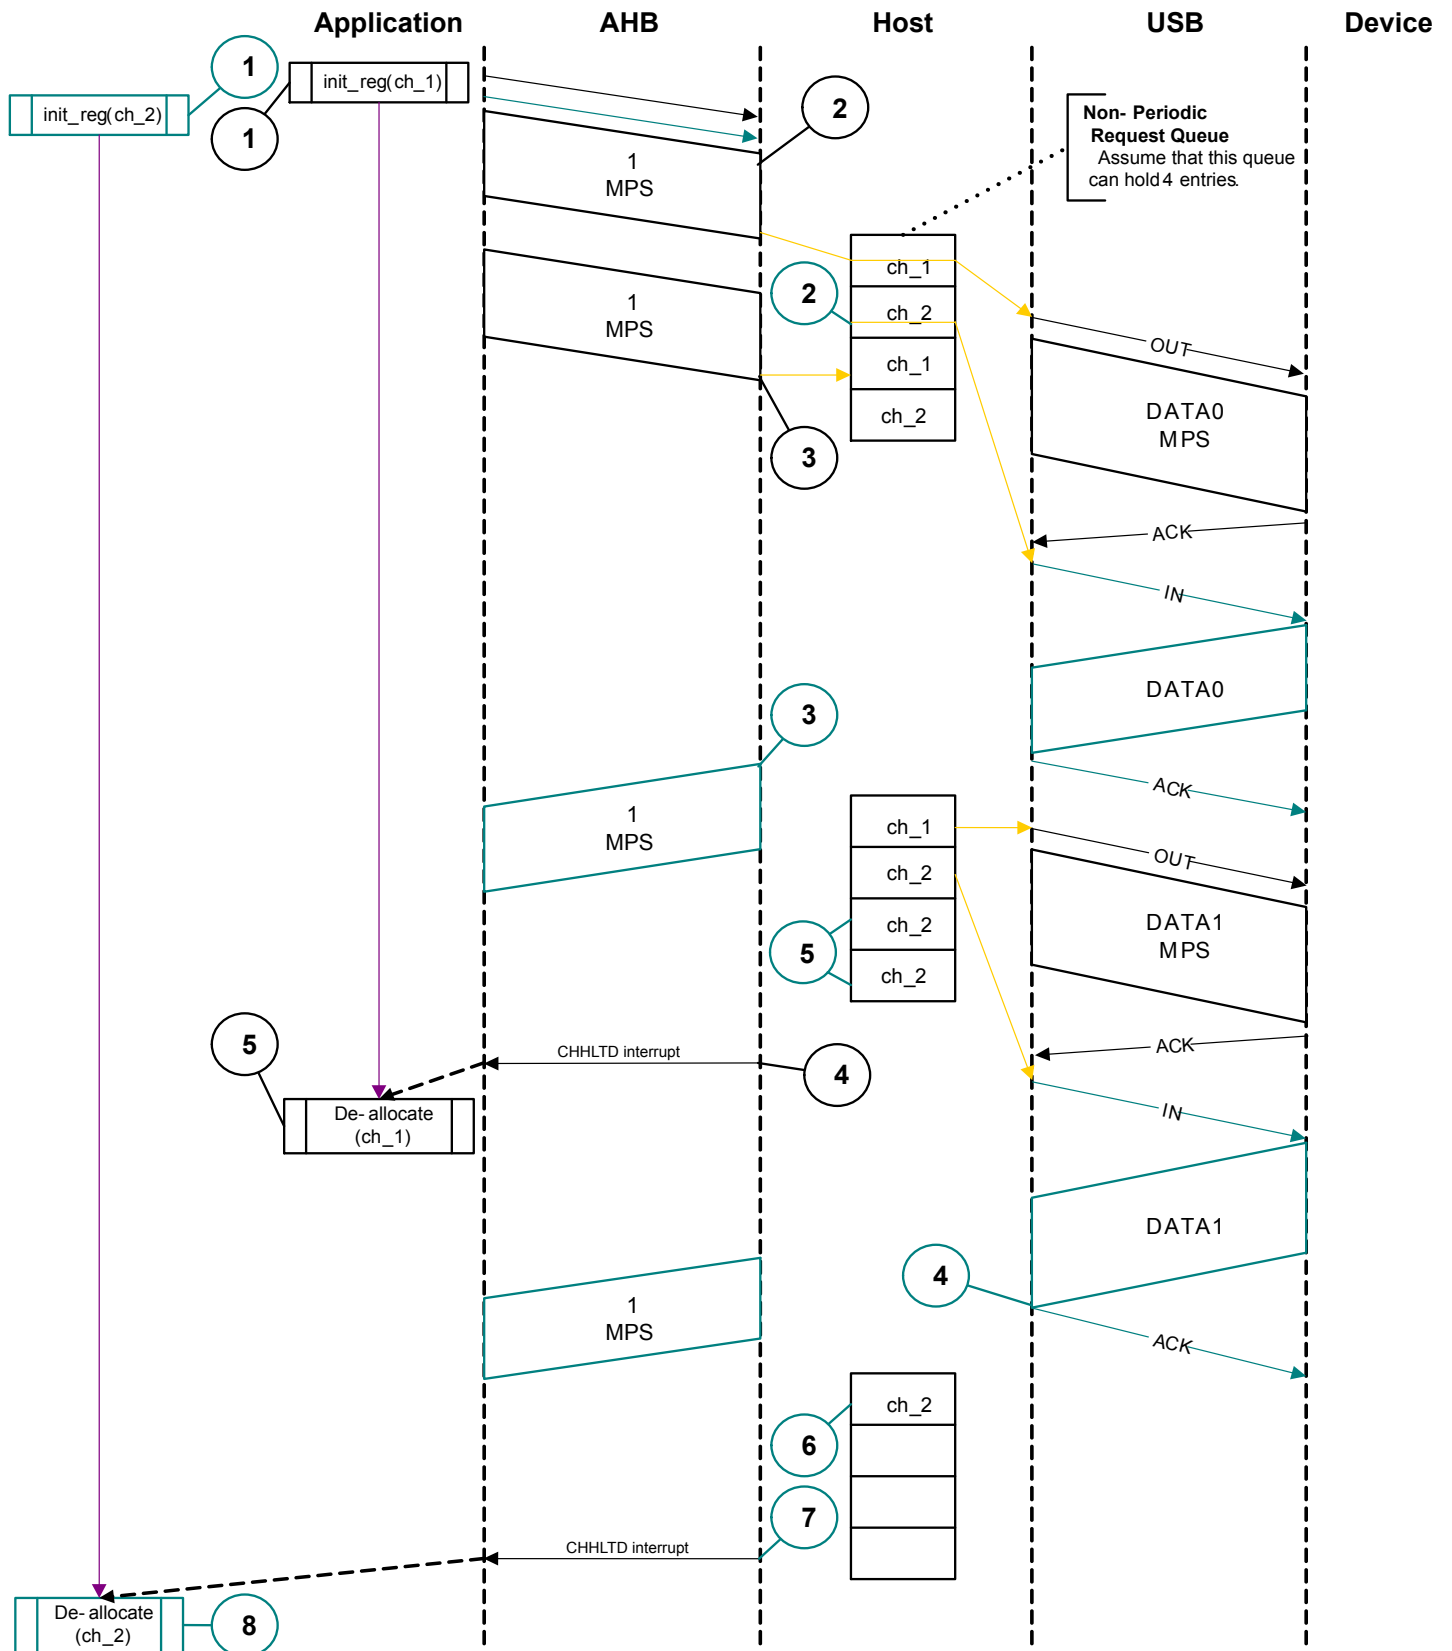 Application AHB Host USB Device
1
init_reg(ch_1)
init_reg(ch_2)
1
2
Non- Periodic
Request Queue
Assume that this queue
can hold 4 entries.
1
MPS
ch_1
2
ch_2
1
MPS
OUT
ch_1
ch_2
DATA0
MPS
3
ACK
IN
DATA0
3
ACK
1
MPS
ch_1
OUT
ch_2
ch_2
DATA1
MPS
5
ch_2
5
CHHLTD interrupt
ACK
4
De- allocate
(ch_1)
IN
DATA1
4
1
MPS
ACK
ch_2
6
7
CHHLTD interrupt
De- allocate
(ch_2)
8